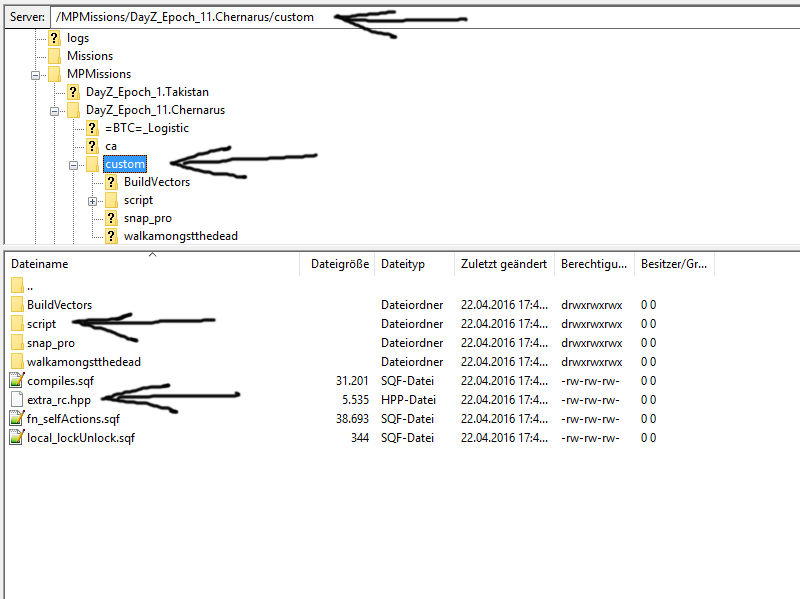 Server: /MPMissions/DayZ_Epoch_11.Chernarus/custom
? logs
Missions
MPMissions
? DayZ_Epoch_1.Takistan
DayZ_Epoch_11.Chernarus
? =BTC=_Logistic
? ca
custom
? BuildVectors
script
? snap_pro
? walkamongstthedead
Dateiname Dateigröße Dateityp Zuletzt geändert Berechtigu... Besitzer/Gr...
..
BuildVectors Dateiordner 22.04.2016 17:4... drwxrwxrwx 0 0
script Dateiordner 22.04.2016 17:4... drwxrwxrwx 0 0
snap_pro Dateiordner 22.04.2016 17:4... drwxrwxrwx 0 0
walkamongstthedead Dateiordner 22.04.2016 17:4... drwxrwxrwx 0 0
compiles.sqf 31.201 SQF-Datei 22.04.2016 17:4... -rw-rw-rw- 0 0
extra_rc.hpp 5.535 HPP-Datei 22.04.2016 17:4... -rw-rw-rw- 0 0
fn_selfActions.sqf 38.693 SQF-Datei 22.04.2016 17:4... -rw-rw-rw- 0 0
local_lockUnlock.sqf 344 SQF-Datei 22.04.2016 17:4... -rw-rw-rw- 0 0